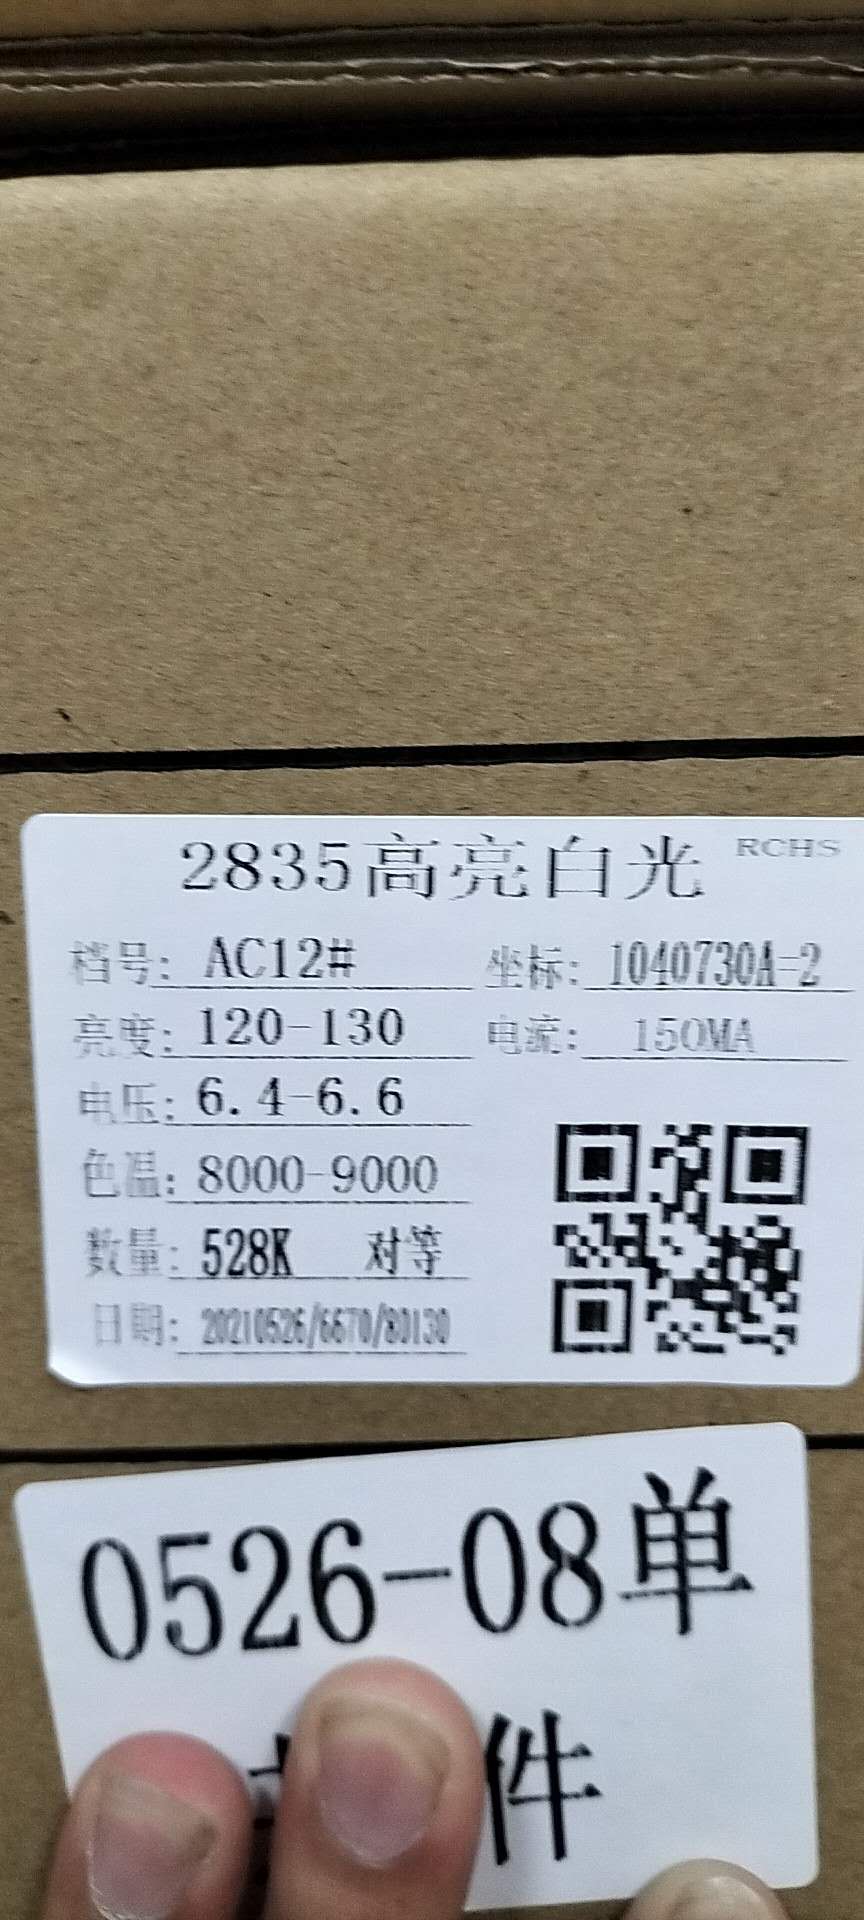 2835高亮白光 RCHS
档号: AC12# 坐标: 1040730A-2
亮度: 120-130 电流: 150MA
电压: 6.4-6.6
色温: 8000-9000
数量: 528K 对等
日期: 20210526/6670/80130
0526-08单
件